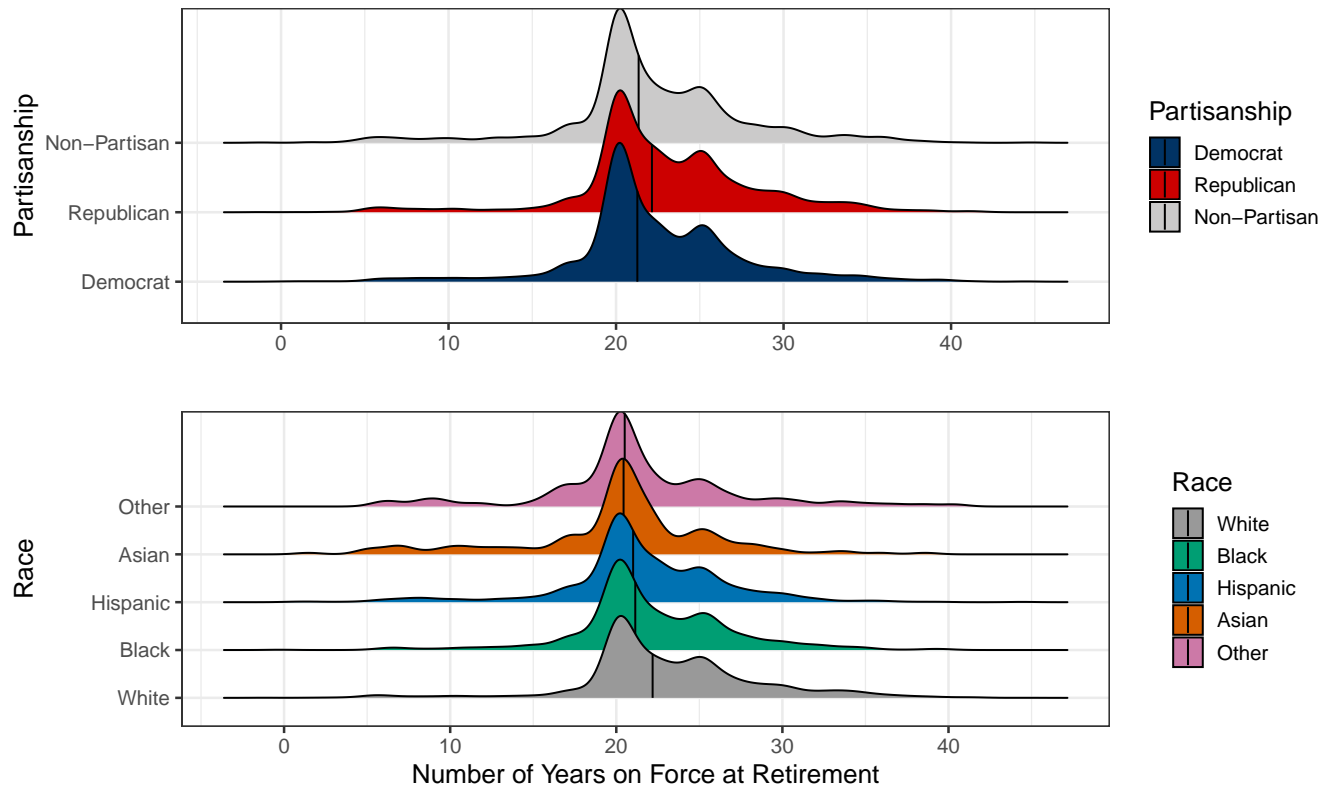 Partisanship
Non−Partisan
Republican
Democrat
0 10 20 30 40
Partisanship
Democrat
Republican
Non−Partisan
Race
Other
Asian
Hispanic
Black
White
0 10 20 30 40
Number of Years on Force at Retirement
Race
White
Black
Hispanic
Asian
Other